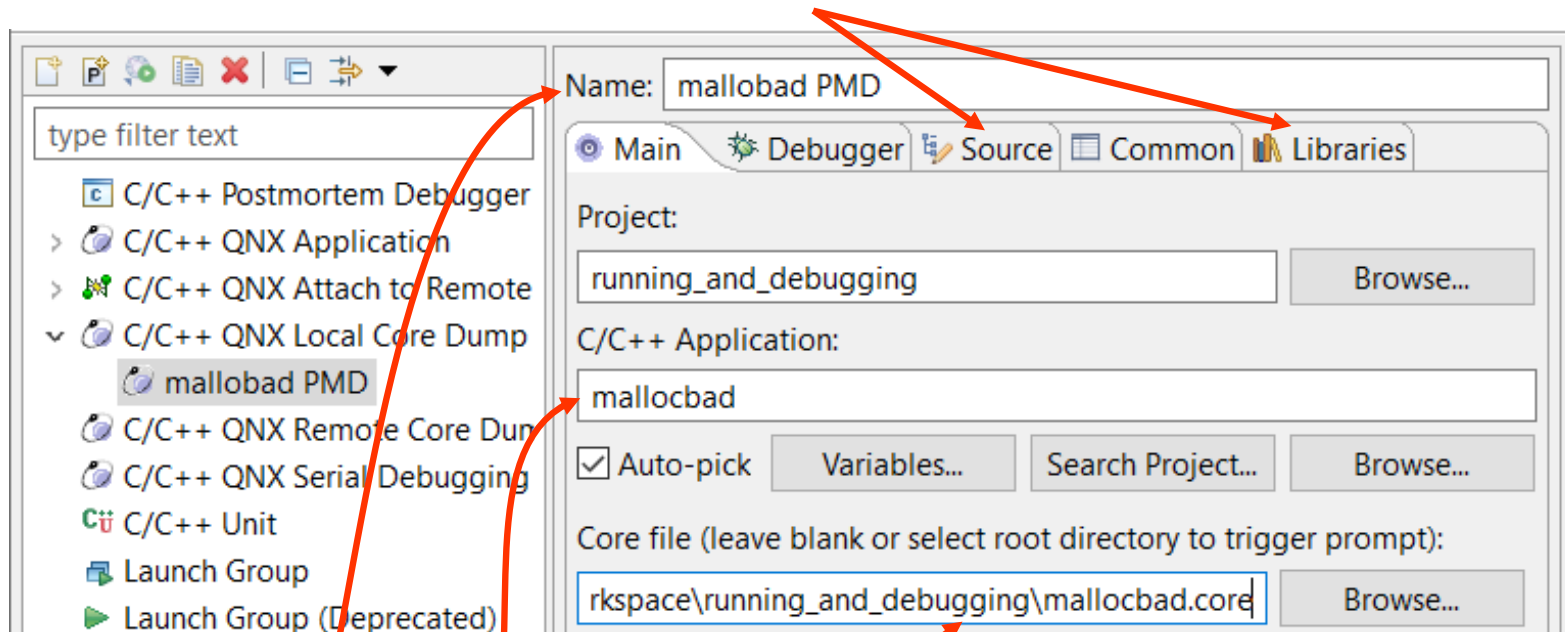 type filter text
C/C++ Postmortem Debugger
C/C++ QNX Application
C/C++ QNX Attach to Remote
C/C++ QNX Local Core Dump
mallobad PMD
C/C++ QNX Remote Core Dum
C/C++ QNX Serial Debugging
C/C++ Unit
Launch Group
Launch Group (Deprecated)
Name: mallobad PMD
Main Debugger Source Common Libraries
Project:
running_and_debugging Browse...
C/C++ Application:
mallocbad
Auto-pick Variables... Search Project... Browse...
Core file (leave blank or select root directory to trigger prompt):
rkspace\running_and_debugging\mallocbad.core Browse...